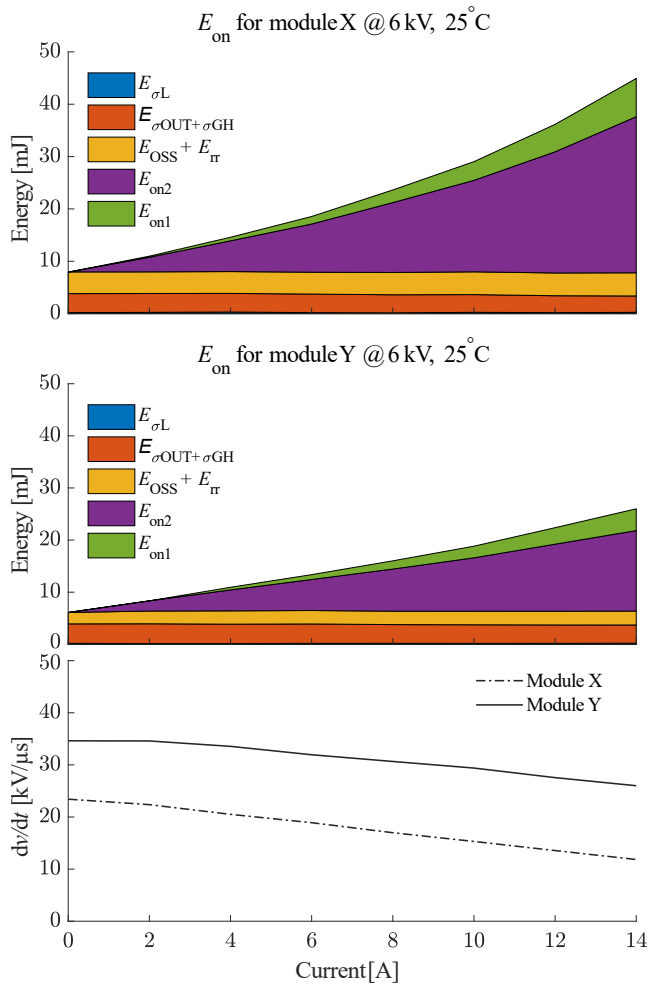 E_on for module X @ 6 kV, 25°C
50
40
30
20
10
0
Energy [mJ]
E_σL
E_σOUT+σGH
E_OSS + E_rr
E_on2
E_on1
E_on for module Y @ 6 kV, 25°C
50
40
30
20
10
0
Energy [mJ]
E_σL
E_σOUT+σGH
E_OSS + E_rr
E_on2
E_on1
50
40
30
20
10
0
dv/dt [kV/μs]
Module X
Module Y
0 2 4 6 8 10 12 14
Current [A]